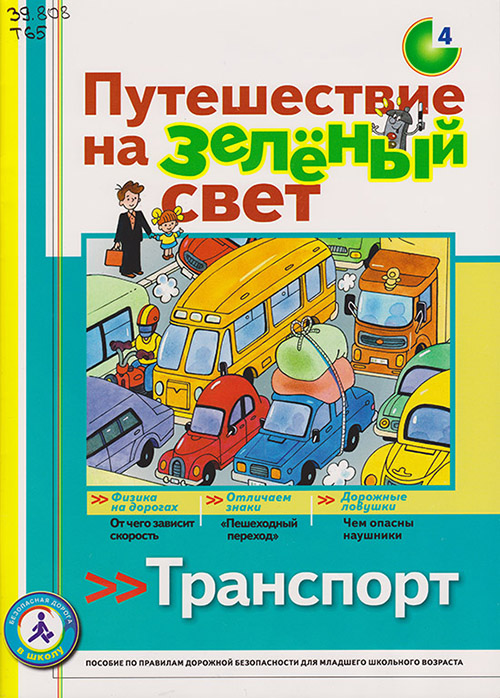 39.808
Т65
4
Путешествие
на зелёный
свет
>> Физика
на дорогах
От чего зависит
скорость
>> Отличаем
знаки
«Пешеходный
переход»
>> Дорожные
ловушки
Чем опасны
наушники
>> Транспорт
БЕЗОПАСНАЯ ДОРОГА
В ШКОЛУ
ПОСОБИЕ ПО ПРАВИЛАМ ДОРОЖНОЙ БЕЗОПАСНОСТИ ДЛЯ МЛАДШЕГО ШКОЛЬНОГО ВОЗРАСТА